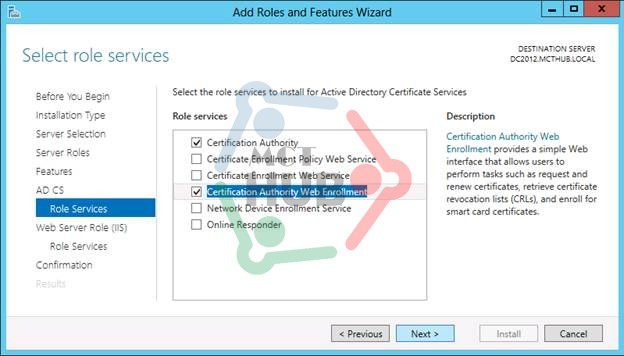 Add Roles and Features Wizard
Select role services
DESTINATION SERVER
DC2012.MCTHUB.LOCAL
Before You Begin
Installation Type
Server Selection
Server Roles
Features
AD CS
Role Services
Web Server Role (IIS)
Role Services
Confirmation
Results
Select the role services to install for Active Directory Certificate Services
Role services
Certification Authority
Certificate Enrollment Policy Web Service
Certificate Enrollment Web Service
Certification Authority Web Enrollment
Network Device Enrollment Service
Online Responder
MCT
HUB
Description
Certification Authority Web
Enrollment provides a simple Web
interface that allows users to
perform tasks such as request
and renew certificates, retrieve certificate
revocation lists (CRLs), and enroll for
smart card certificates.
< Previous
Next >
Install
Cancel